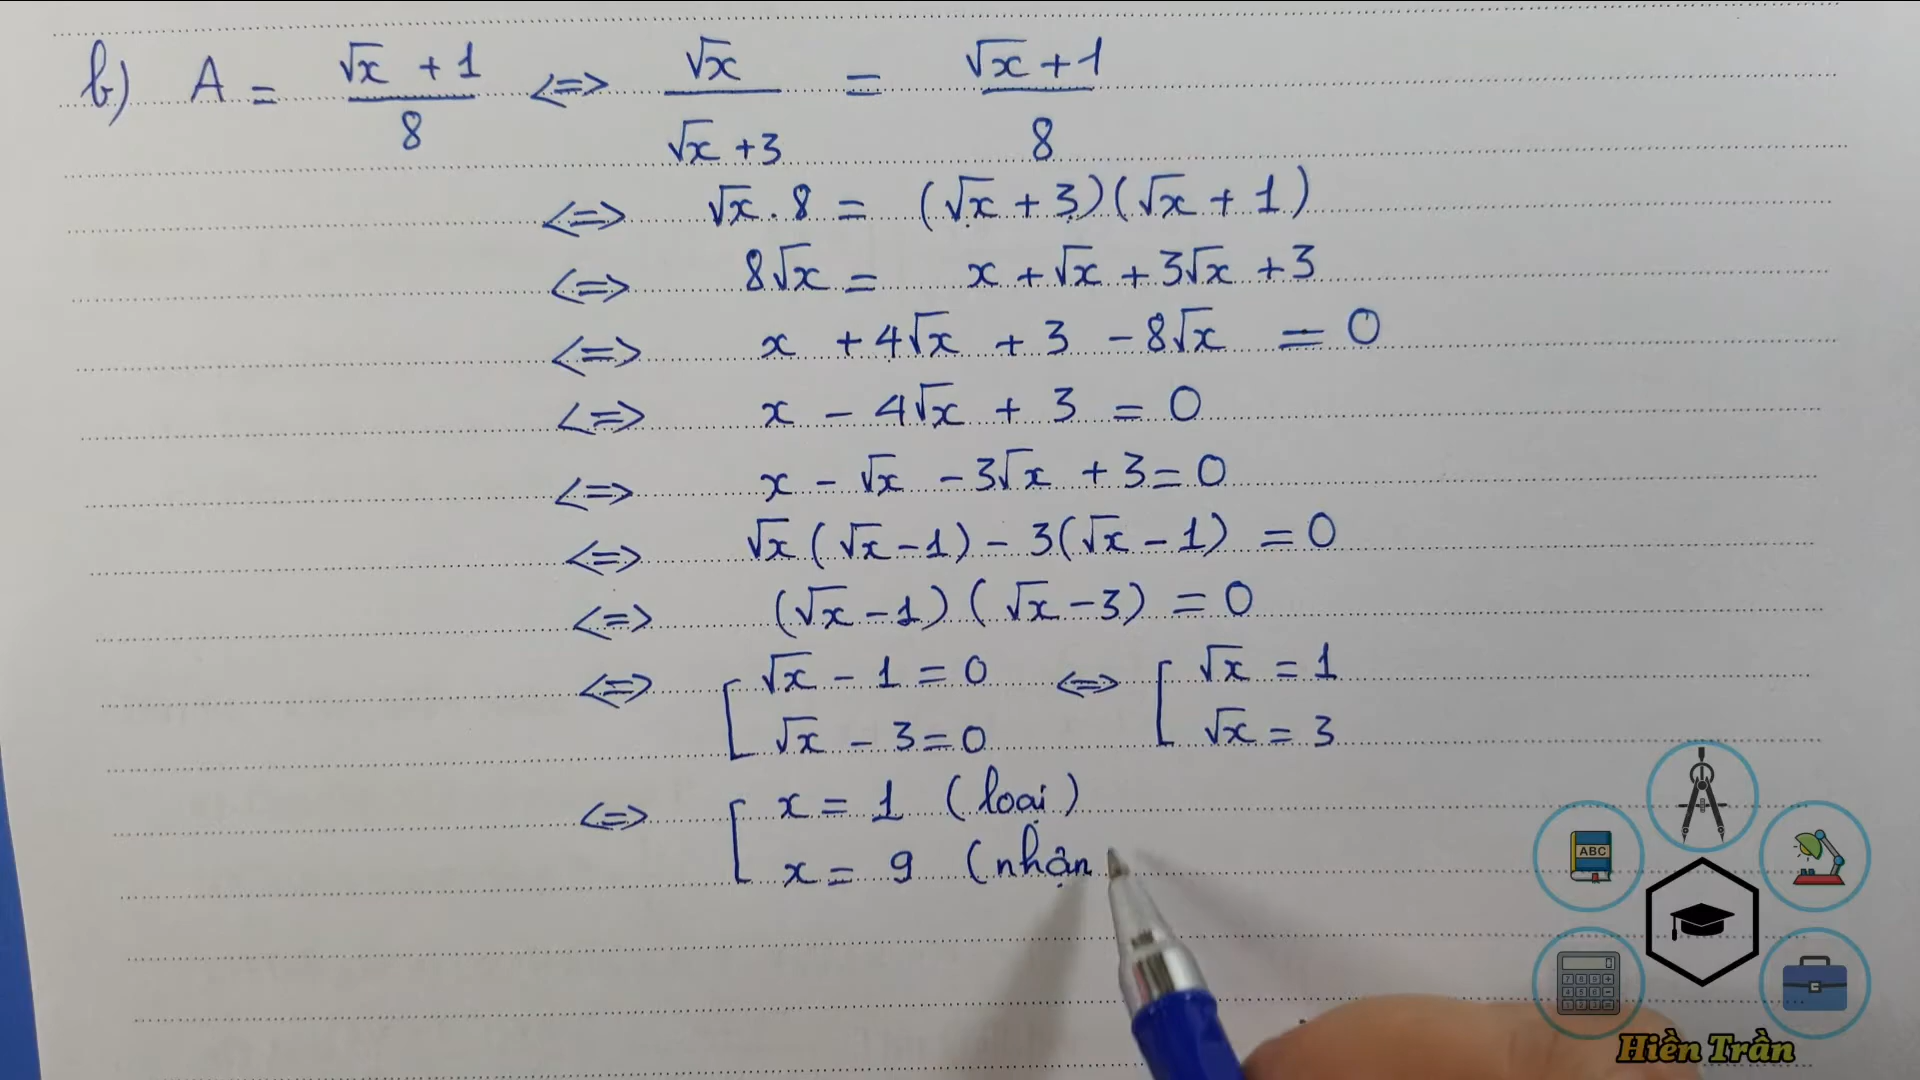 b) A = (√x + 1)/8 <=> √x/(√x + 3) = (√x + 1)/8
<=> √x . 8 = (√x + 3)(√x + 1)
<=> 8√x = x + √x + 3√x + 3
<=> x + 4√x + 3 - 8√x = 0
<=> x - 4√x + 3 = 0
<=> x - √x - 3√x + 3 = 0
<=> √x (√x - 1) - 3(√x - 1) = 0
<=> (√x - 1)(√x - 3) = 0
<=> [ √x - 1 = 0 <=> [ √x = 1
√x - 3 = 0 √x = 3
<=> [ x = 1 (loại)
x = 9 (nhận
ABC
Hiền Trần